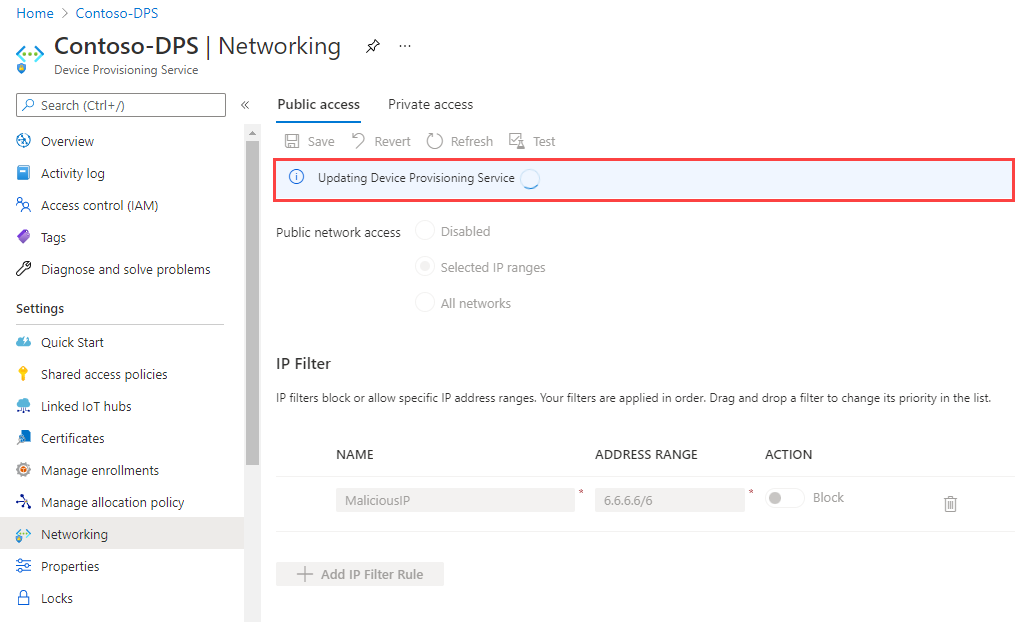 Home > Contoso-DPS
Contoso-DPS | Networking ...
Device Provisioning Service
Search (Ctrl+/) «
Overview
Activity log
Access control (IAM)
Tags
Diagnose and solve problems
Settings
Quick Start
Shared access policies
Linked IoT hubs
Certificates
Manage enrollments
Manage allocation policy
Networking
Properties
Locks
Public access Private access
Save Revert Refresh Test
Updating Device Provisioning Service
Public network access Disabled
Selected IP ranges
All networks
IP Filter
IP filters block or allow specific IP address ranges. Your filters are applied in order. Drag and drop a filter to change its priority in the list.
NAME ADDRESS RANGE ACTION
MaliciousIP * 6.6.6.6/6 * Block
+ Add IP Filter Rule